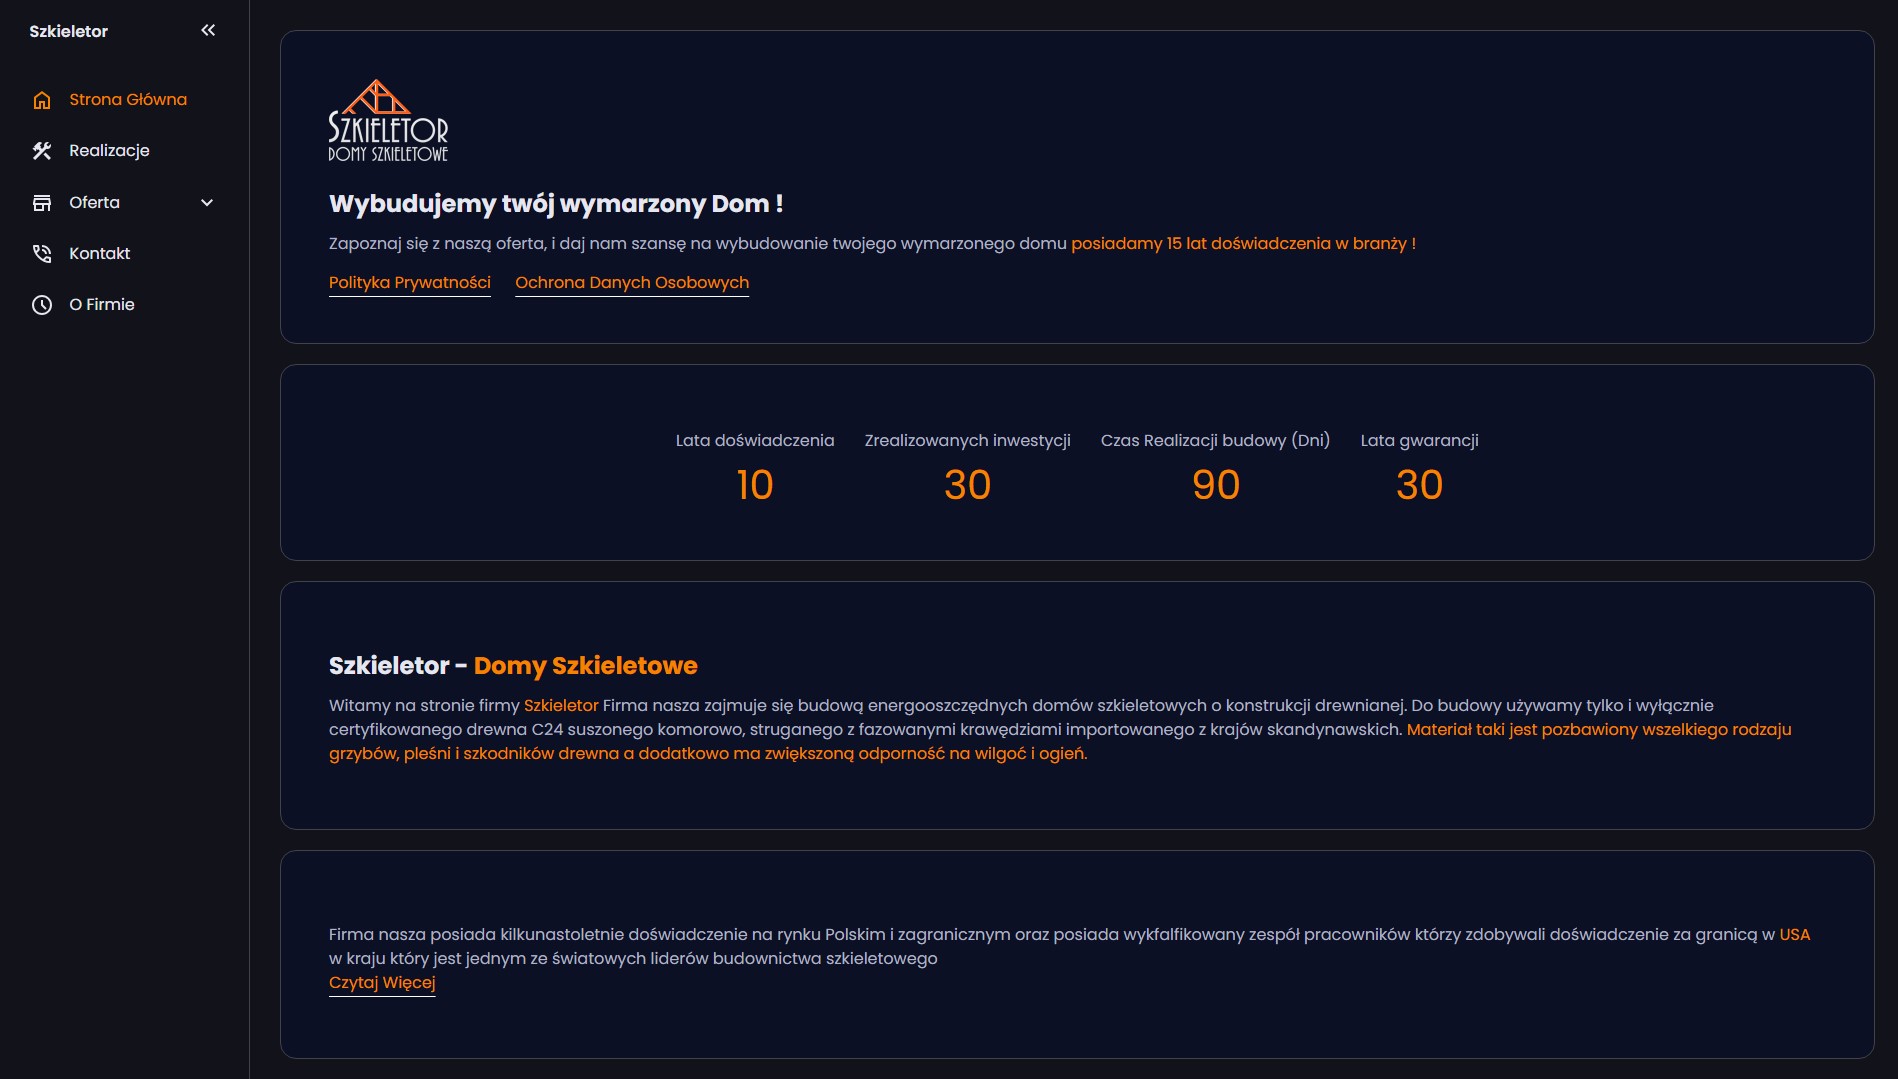 Szkieletor
Strona Główna
Realizacje
Oferta
Kontakt
O Firmie
SZKIELETOR
DOMY SZKIELETOWE
Wybudujemy twój wymarzony Dom !
Zapoznaj się z naszą oferta, i daj nam szansę na wybudowanie twojego wymarzonego domu posiadamy 15 lat doświadczenia w branży !
Polityka Prywatności Ochrona Danych Osobowych
Lata doświadczenia Zrealizowanych inwestycji Czas Realizacji budowy (Dni) Lata gwarancji
10 30 90 30
Szkieletor - Domy Szkieletowe
Witamy na stronie firmy Szkieletor Firma nasza zajmuje się budową energooszczędnych domów szkieletowych o konstrukcji drewnianej. Do budowy używamy tylko i wyłącznie
certyfikowanego drewna C24 suszonego komorowo, struganego z fazowanymi krawędziami importowanego z krajów skandynawskich. Materiał taki jest pozbawiony wszelkiego rodzaju
grzybów, pleśni i szkodników drewna a dodatkowo ma zwiększoną odporność na wilgoć i ogień.
Firma nasza posiada kilkunastoletnie doświadczenie na rynku Polskim i zagranicznym oraz posiada wykfalfikowany zespół pracowników którzy zdobywali doświadczenie za granicą w USA
w kraju który jest jednym ze światowych liderów budownictwa szkieletowego
Czytaj Więcej